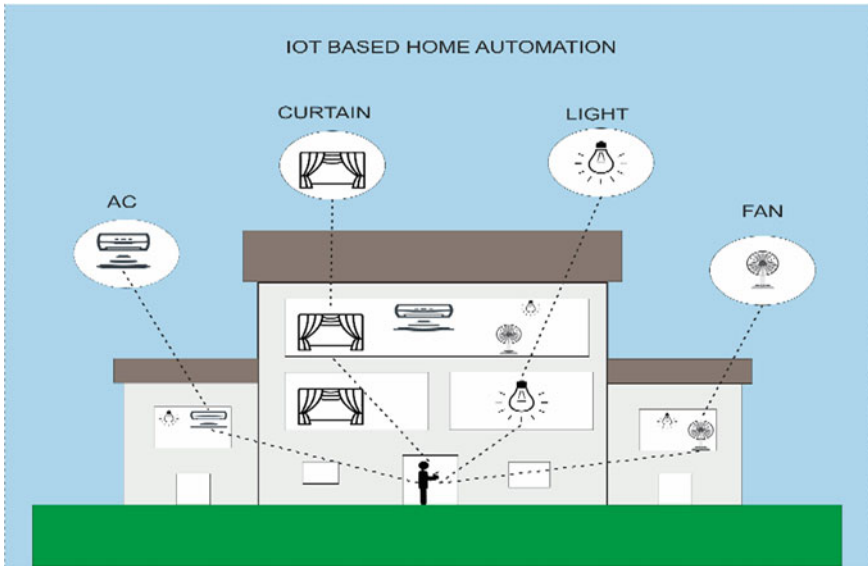 IOT BASED HOME AUTOMATION
CURTAIN
LIGHT
AC
FAN